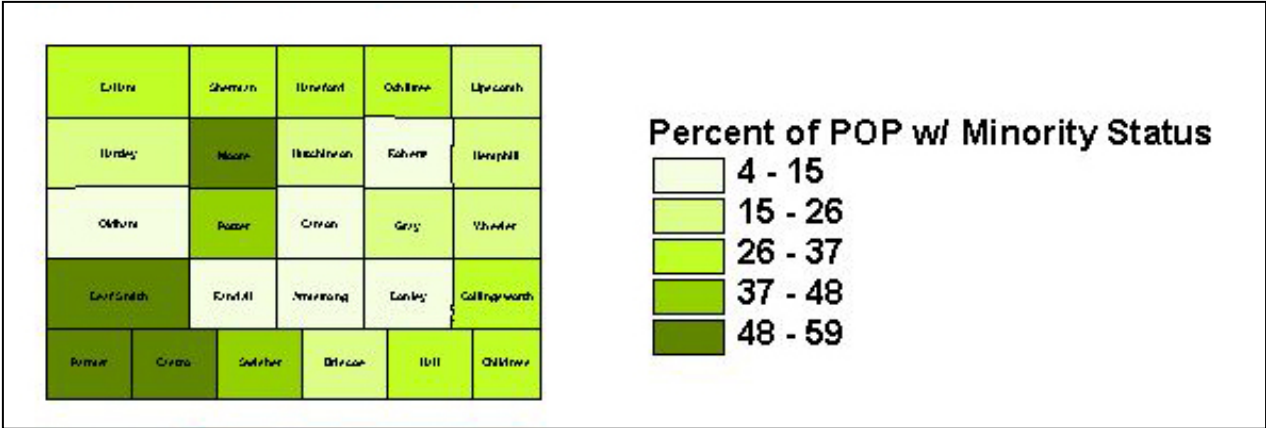 Dallam Sherman Hansford Ochiltree Lipscomb
Hartley Moore Hutchinson Roberts Hemphill
Oldham Potter Carson Gray Wheeler
Deaf Smith Randall Armstrong Donley Collingsworth
Parmer Castro Swisher Briscoe Hall Childress
Percent of POP w/ Minority Status
4 - 15
15 - 26
26 - 37
37 - 48
48 - 59